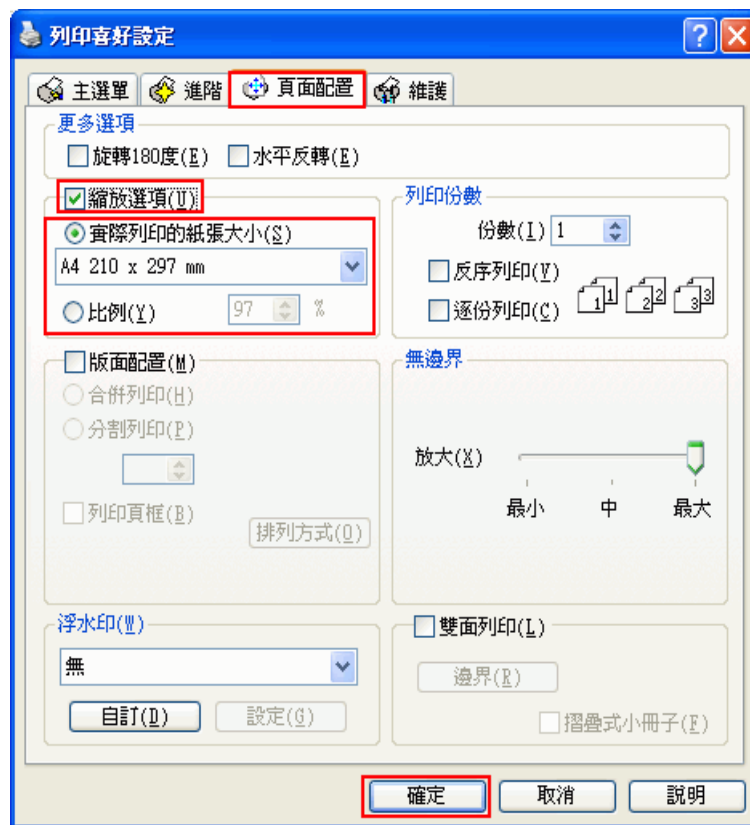 列印喜好設定
主選單 進階 頁面配置 維護
更多選項
旋轉180度(E) 水平反轉(E)
縮放選項(U)
實際列印的紙張大小(S)
A4 210 x 297 mm
比例(Y) 97 %
列印份數
份數(I) 1
反序列印(V)
逐份列印(C)
1 1 2 2 3 3
版面配置(M)
合併列印(H)
分割列印(P)
列印頁框(B)
排列方式(O)
無邊界
放大(X)
最小 中 最大
浮水印(W)
無
自訂(D) 設定(G)
雙面列印(L)
邊界(R)
摺疊式小冊子(F)
確定 取消 說明